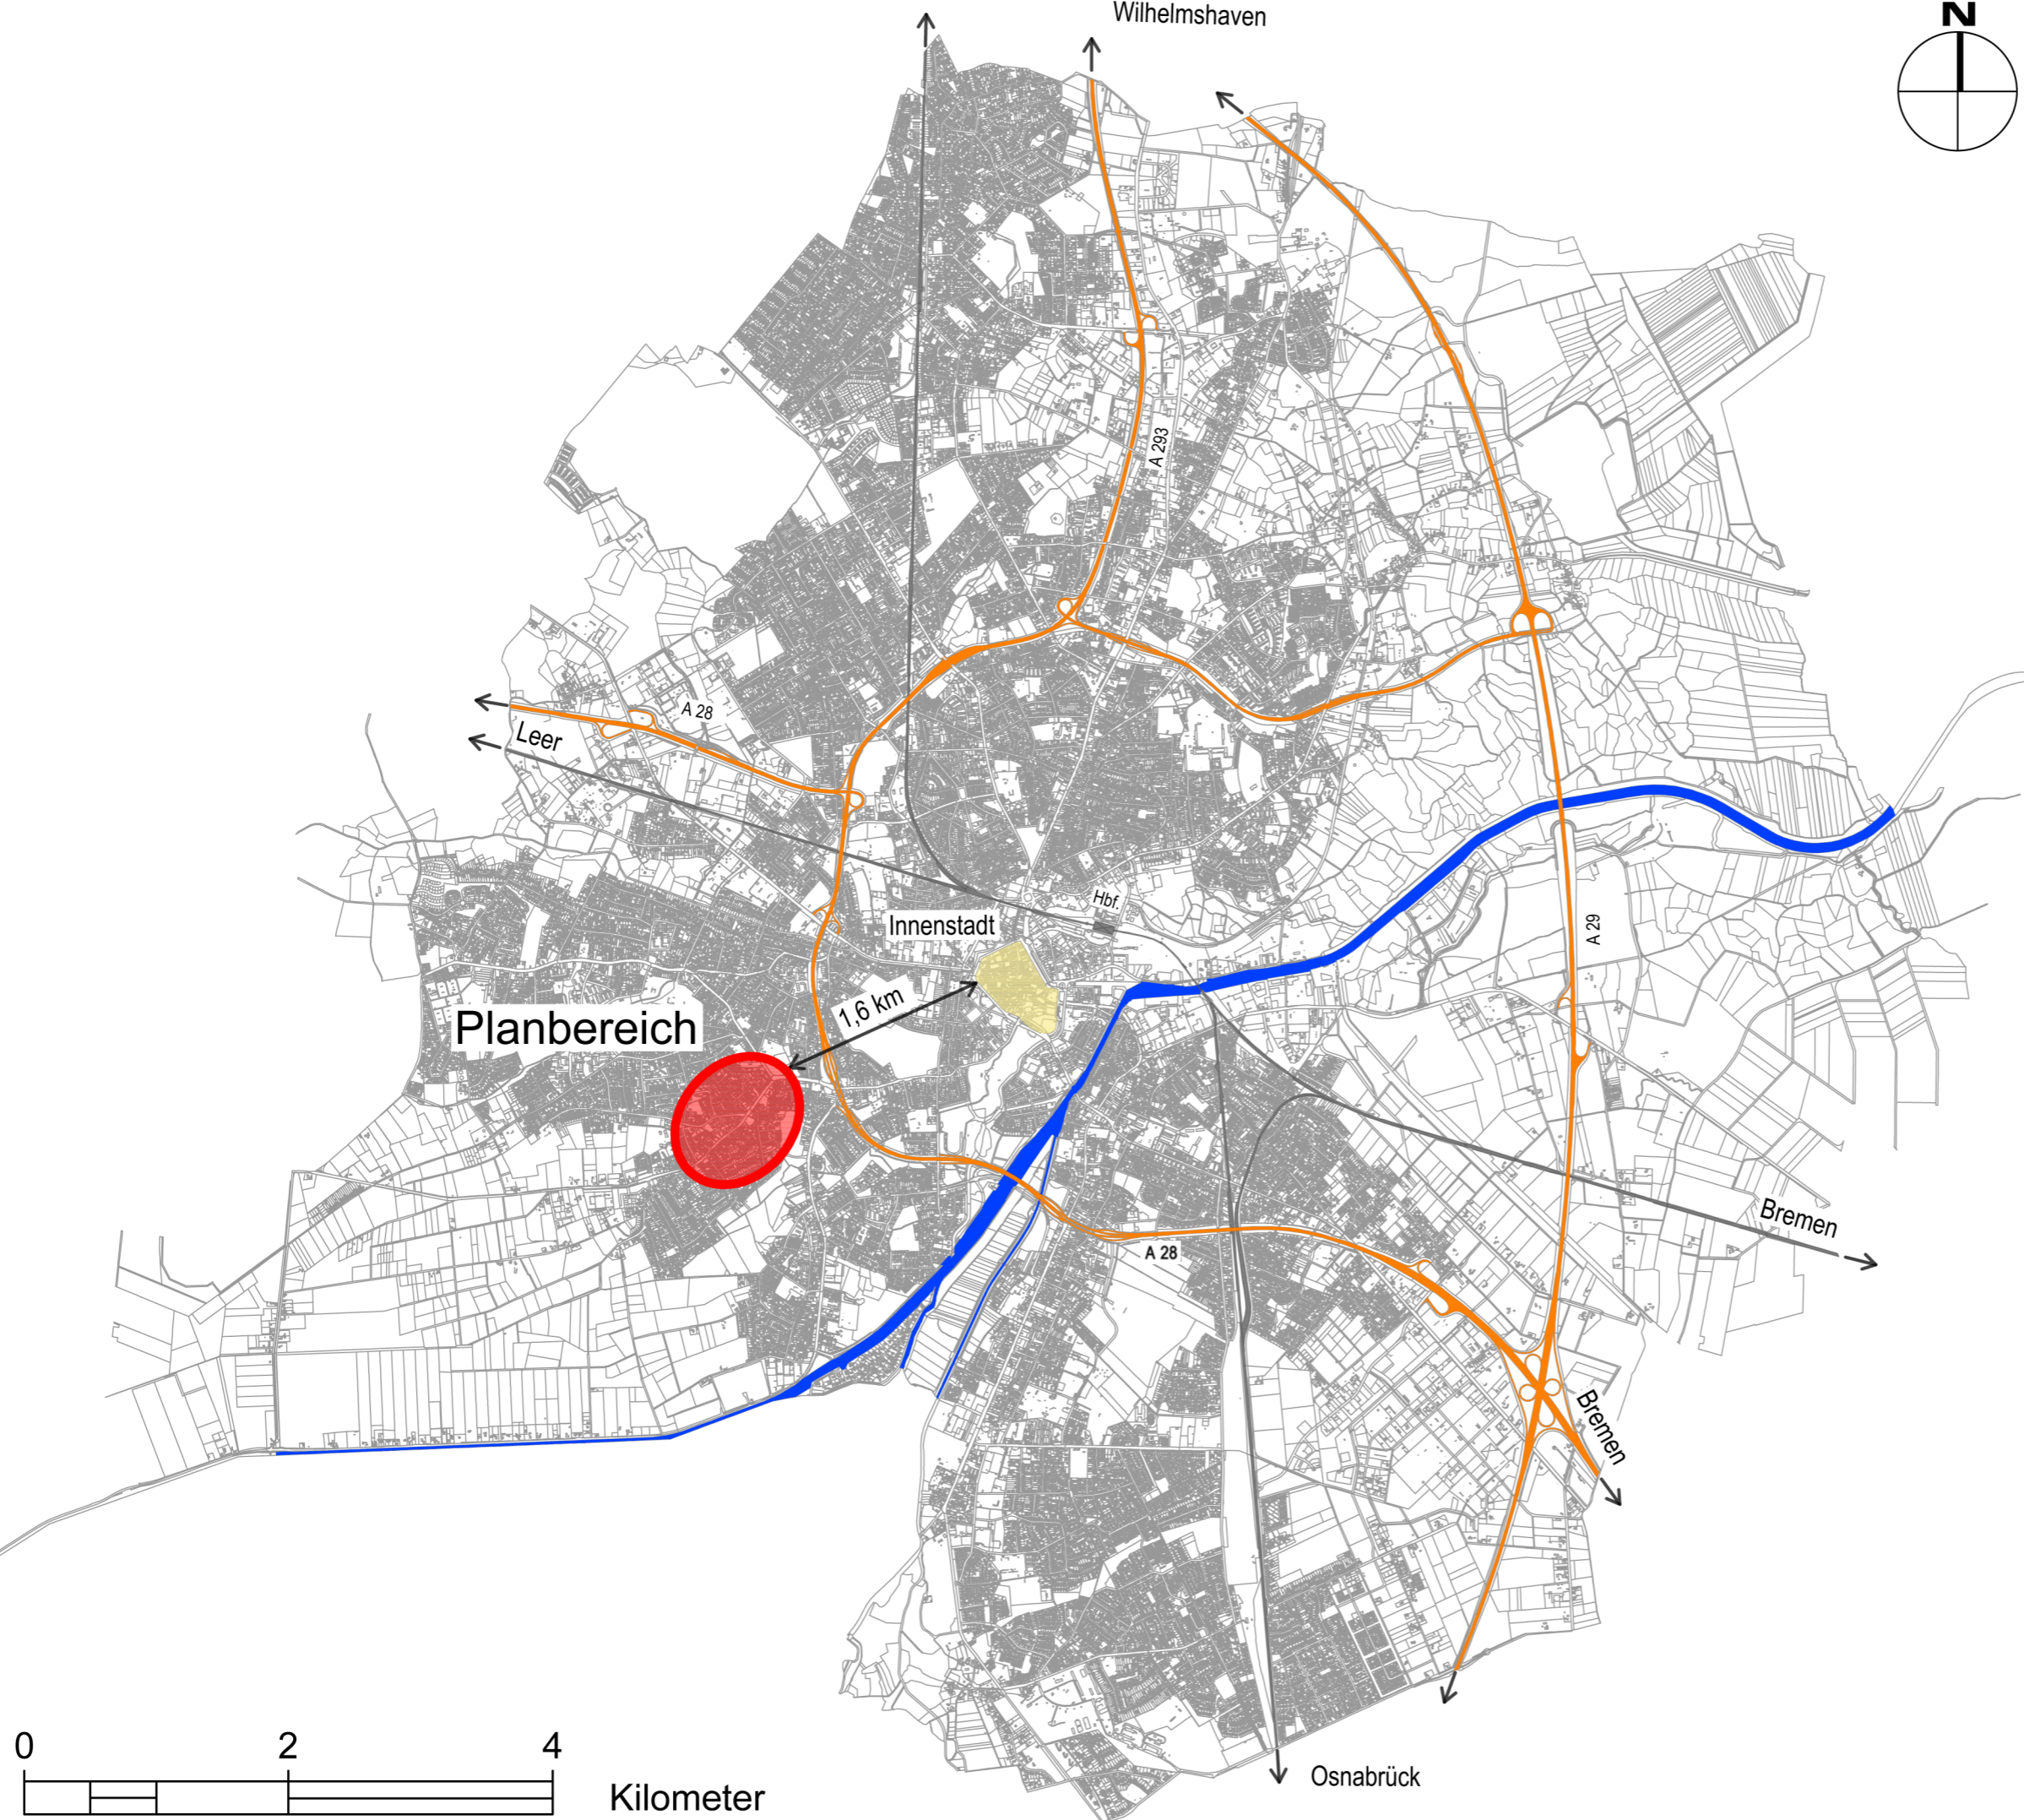 Wilhelmshaven
N
A 293
A 28
Leer
Hbf.
Innenstadt
A 29
1,6 km
Planbereich
Bremen
A 28
Bremen
0 2 4
Kilometer
Osnabrück